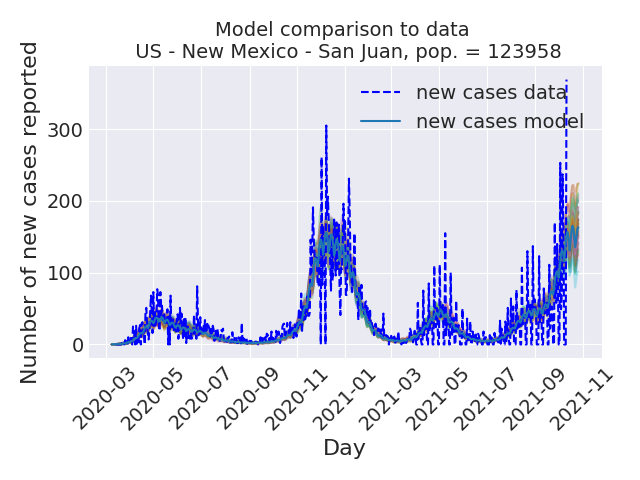 Model comparison to data
US - New Mexico - San Juan, pop. = 123958
Number of new cases reported
300
200
100
0
new cases data
new cases model
2020-03
2020-05
2020-07
2020-09
2020-11
2021-01
2021-03
2021-05
2021-07
2021-09
2021-11
Day